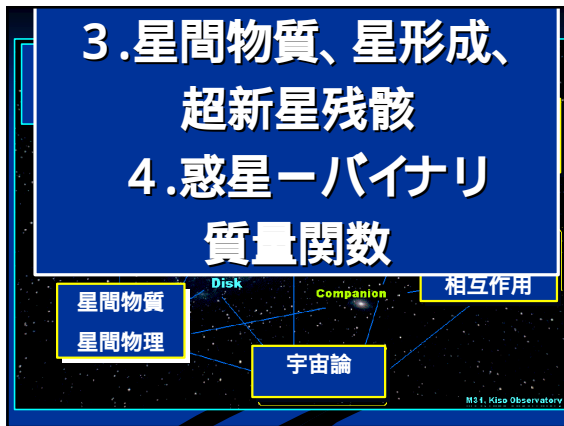 ３.星間物質、星形成、
超新星残骸
４.惑星ーバイナリ
質量関数
Disk
Companion
相互作用
星間物質
星間物理
宇宙論
M31. Kiso Observatory